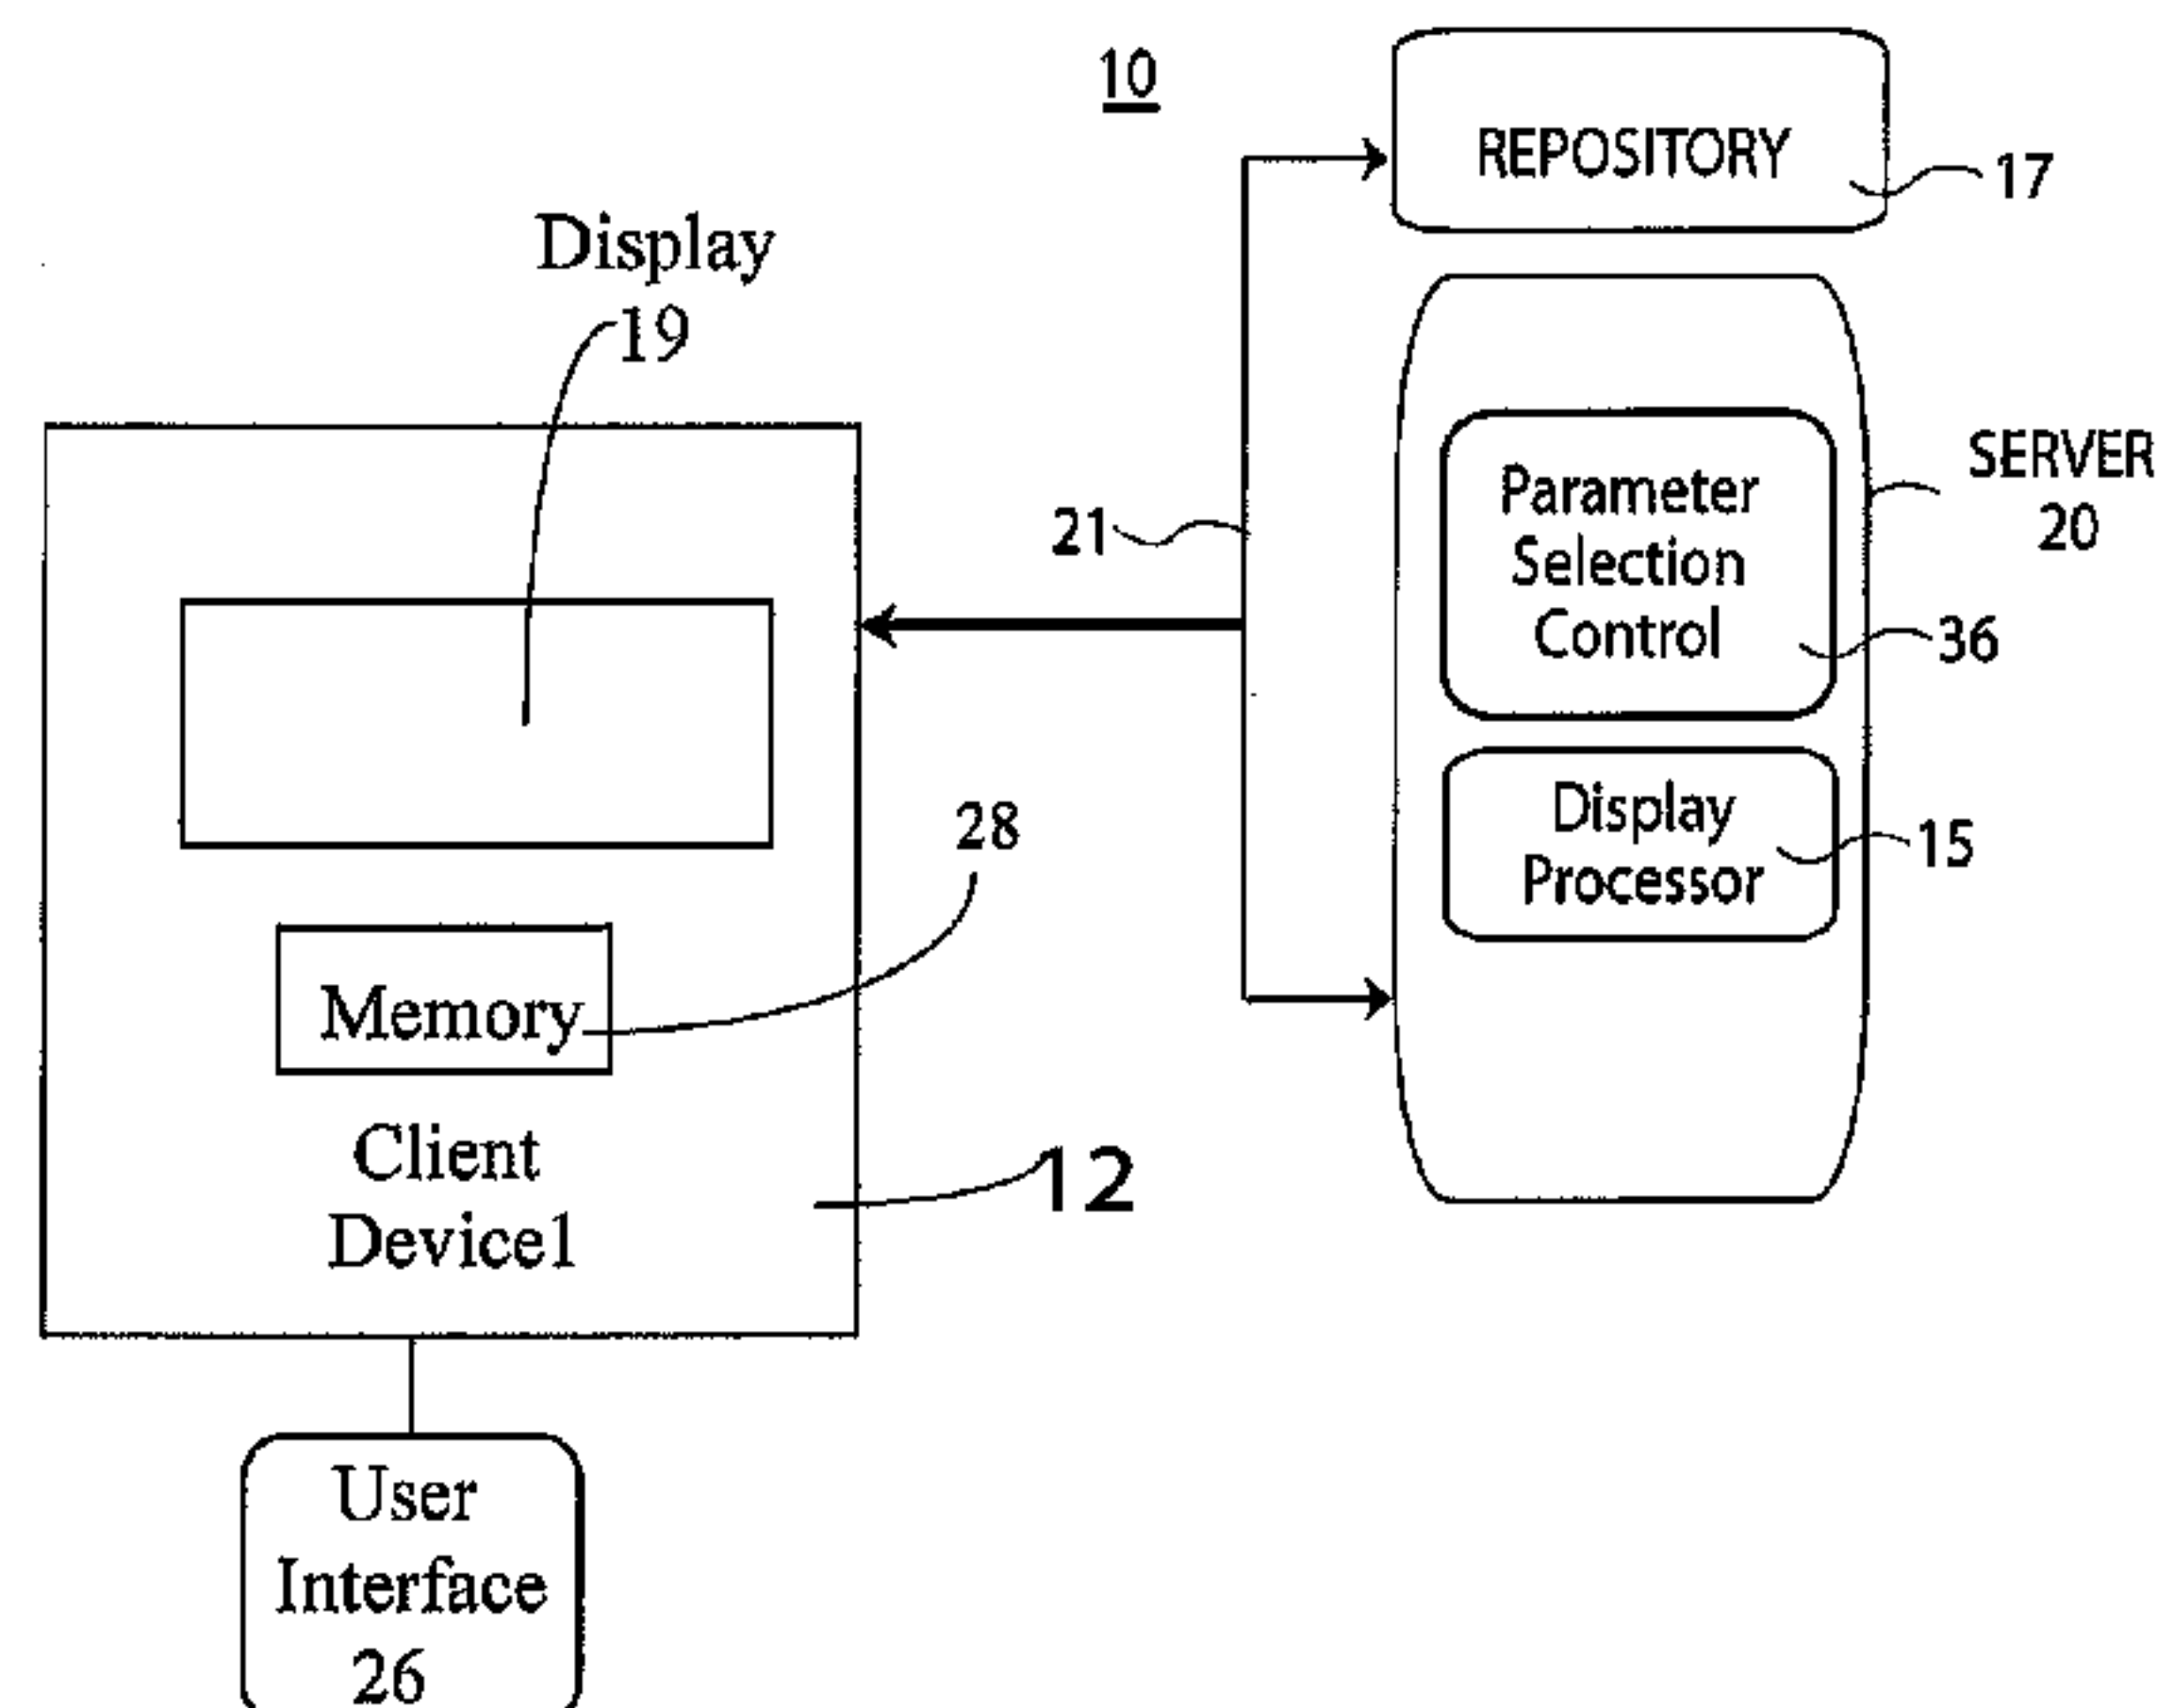 10
REPOSITORY
17
Display
19
SERVER
20
Parameter
Selection
Control
36
21
Display
Processor
15
28
Memory
Client
Device1
12
User
Interface
26